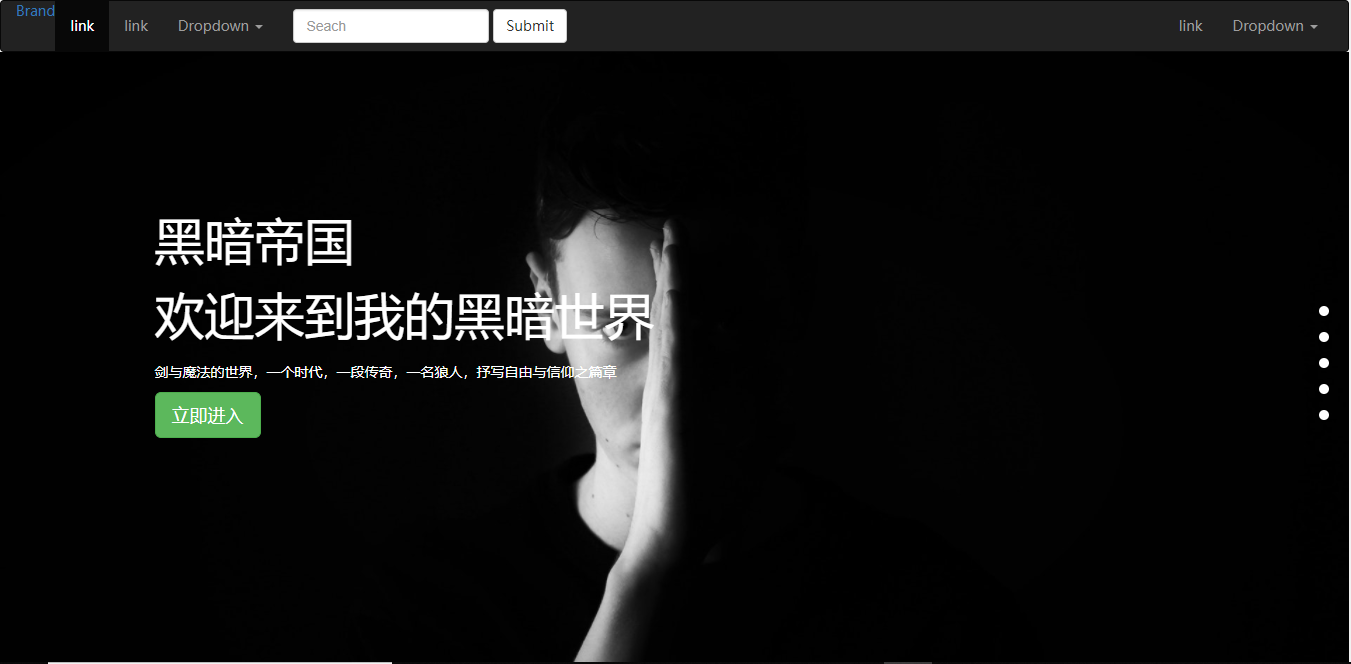 Brand link link Dropdown Seach Submit link Dropdown
黑暗帝国
欢迎来到我的黑暗世界
剑与魔法的世界，一个时代，一段传奇，一名狼人，抒写自由与信仰之篇章
立即进入